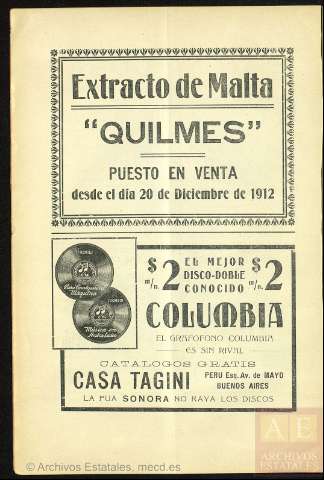 Extracto de Malta
"QUILMES"
PUESTO EN VENTA
desde el día 20 de Diciembre de 1912
$2 m/n.
EL MEJOR
DISCO-DOBLE
CONOCIDO
$2 m/n.
COLUMBIA
EL GRAFOFONO COLUMBIA
ES SIN RIVAL
CATALOGOS GRATIS
CASA TAGINI
PERU Esq. Av. de MAYO
BUENOS AIRES
LA PUA SONORA NO RAYA LOS DISCOS
AE
ARCHIVOS
ESTATALES
© Archivos Estatales, mecd.es